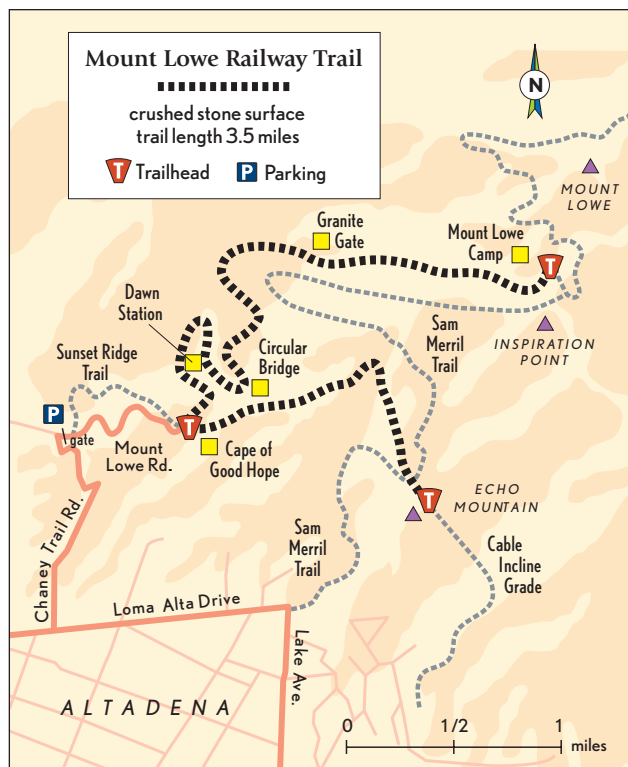 Mount Lowe Railway Trail
crushed stone surface
trail length 3.5 miles
T Trailhead
P Parking
N
MOUNT
LOWE
Granite
Gate
Mount Lowe
Camp
T
Dawn
Station
Sam
Merril
Trail
INSPIRATION
POINT
Sunset Ridge
Trail
Circular
Bridge
P
gate
T
Mount
Lowe Rd.
Cape of
Good Hope
T
ECHO
MOUNTAIN
Chaney Trail Rd.
Sam
Merril
Trail
Cable
Incline
Grade
Loma Alta Drive
Lake Ave.
ALTADENA
0 1/2 1
miles